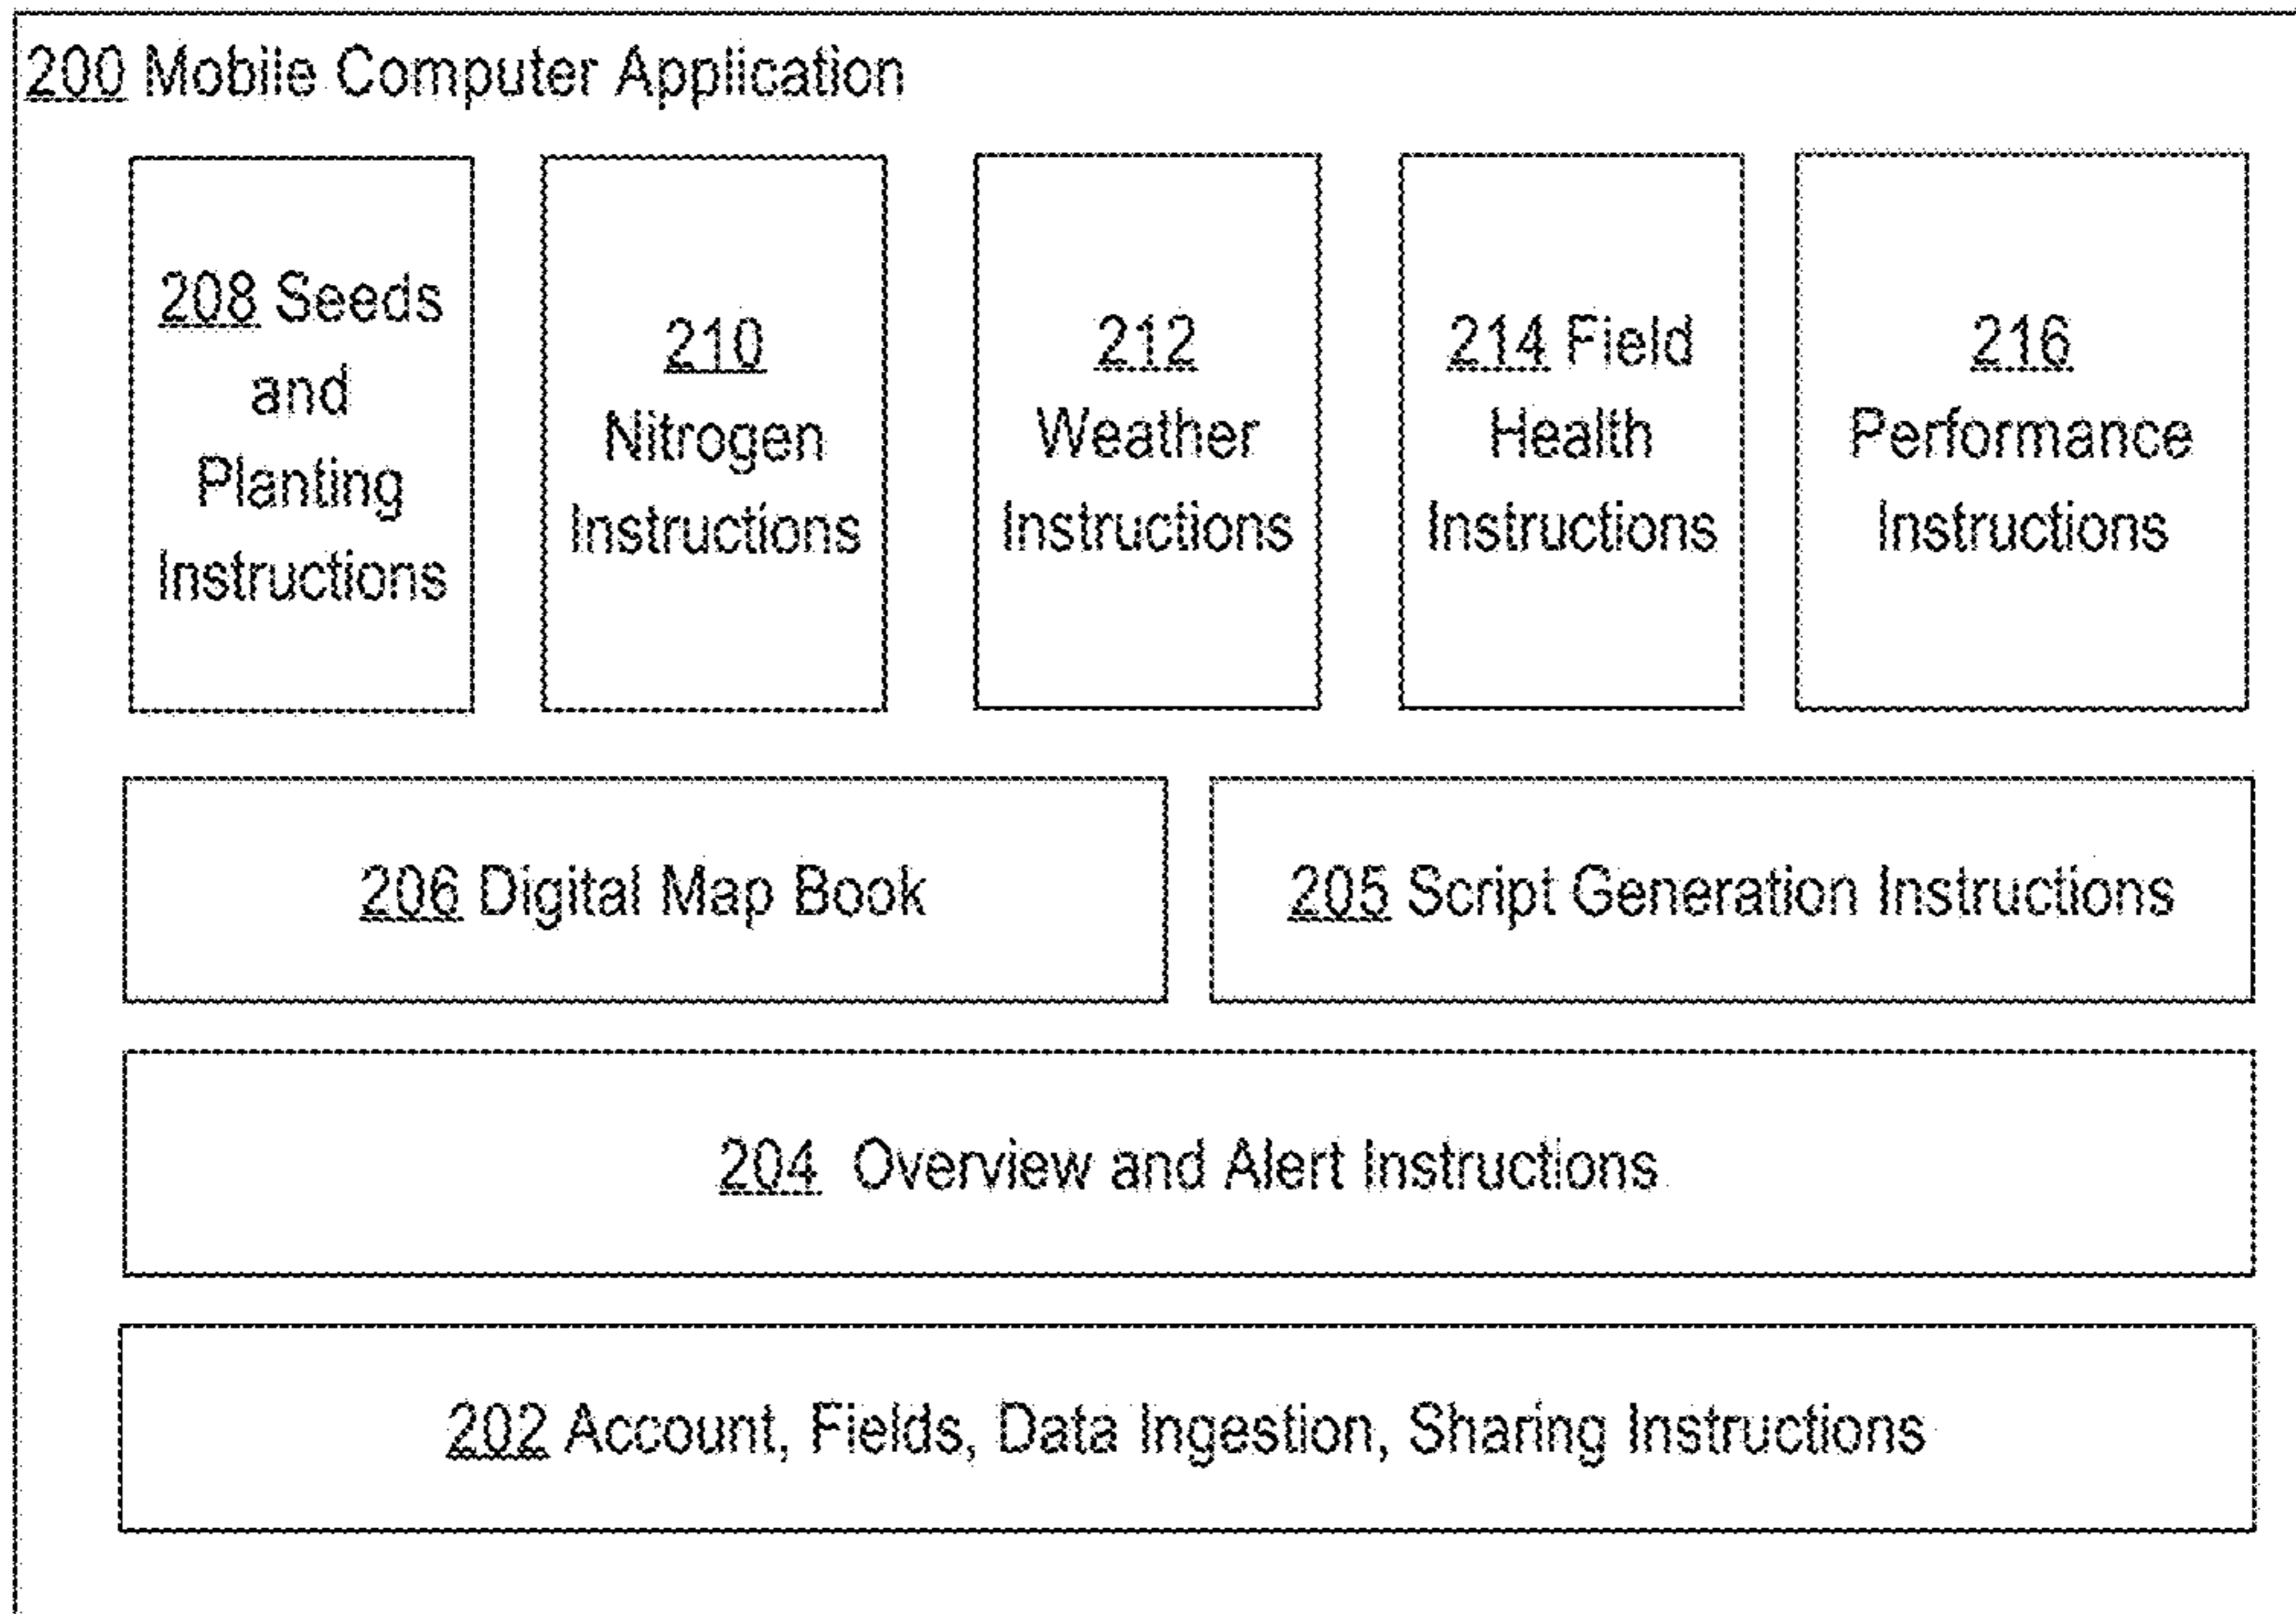 200 Mobile Computer Application
208 Seeds
and
Planting
Instructions
210
Nitrogen
Instructions
212
Weather
Instructions
214 Field
Health
Instructions
216
Performance
Instructions
206 Digital Map Book
205 Script Generation Instructions
204 Overview and Alert Instructions
202 Account, Fields, Data Ingestion, Sharing Instructions